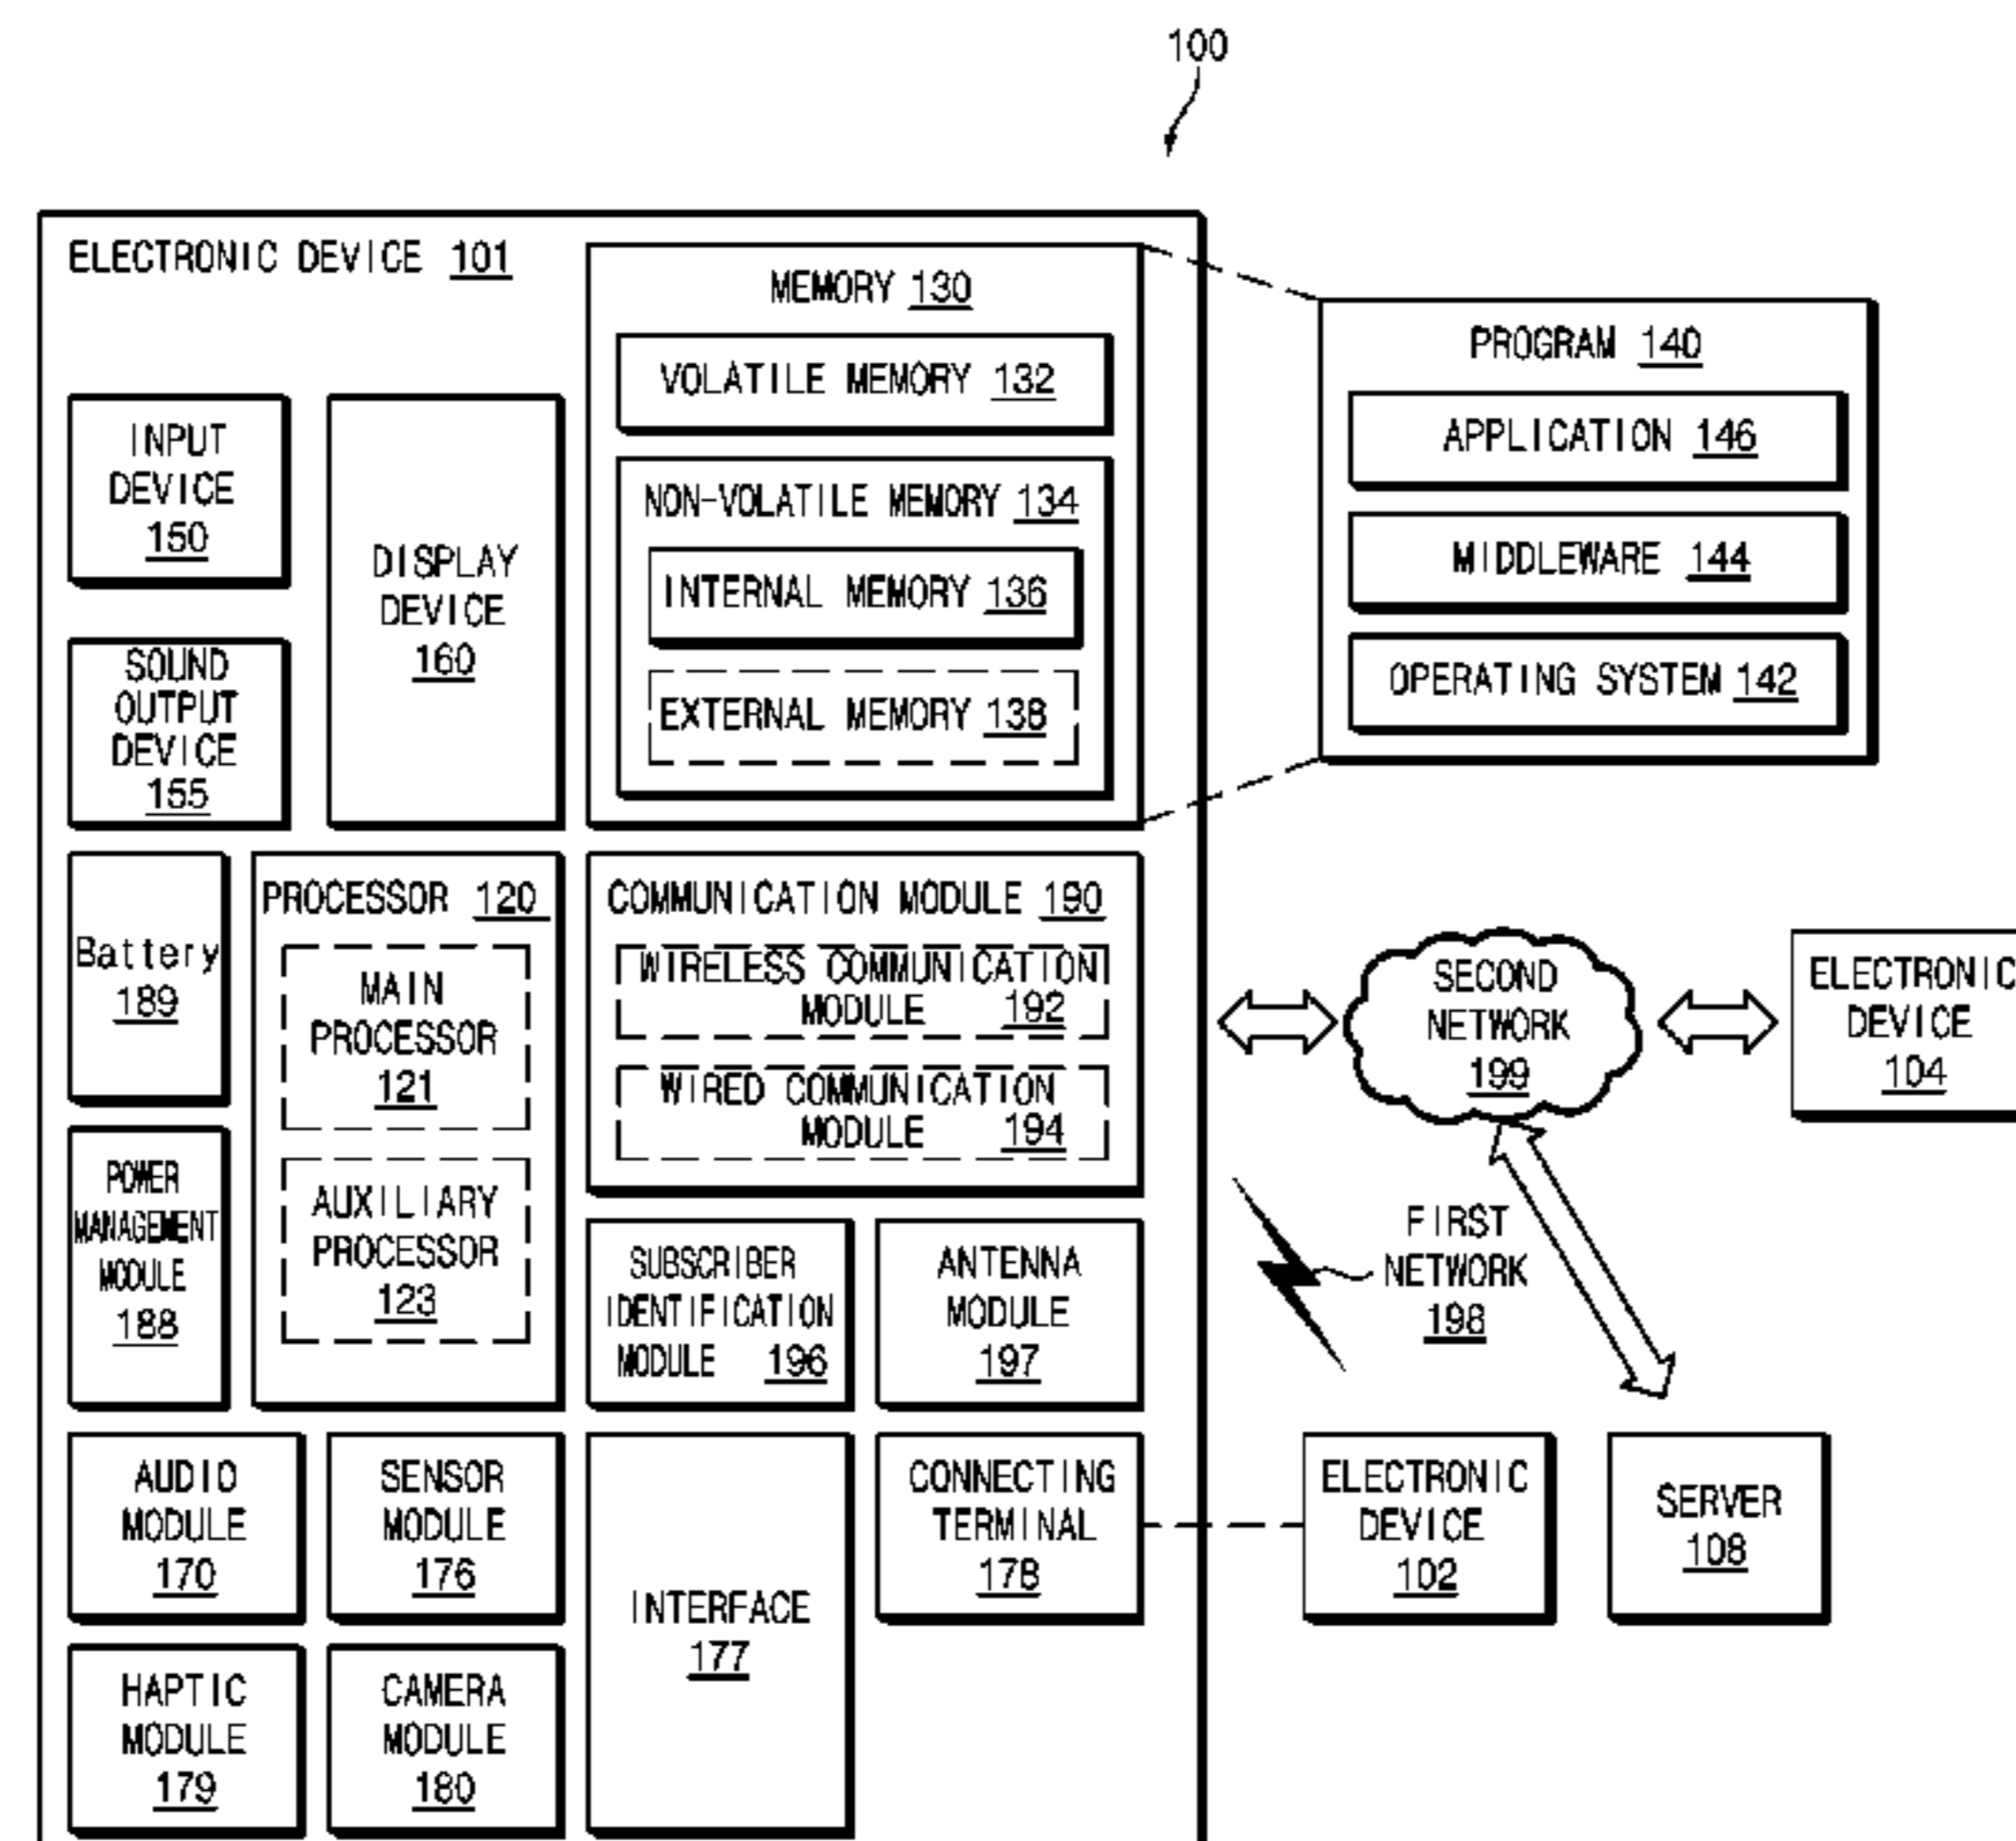 100
ELECTRONIC DEVICE 101
MEMORY 130
VOLATILE MEMORY 132
NON-VOLATILE MEMORY 134
INTERNAL MEMORY 136
EXTERNAL MEMORY 138
PROGRAM 140
APPLICATION 146
MIDDLEWARE 144
OPERATING SYSTEM 142
INPUT
DEVICE
150
SOUND
OUTPUT
DEVICE
155
DISPLAY
DEVICE
160
Battery
189
POWER
MANAGEMENT
MODULE
188
PROCESSOR 120
MAIN
PROCESSOR
121
AUXILIARY
PROCESSOR
123
COMMUNICATION MODULE 190
WIRELESS COMMUNICATION
MODULE 192
WIRED COMMUNICATION
MODULE 194
SUBSCRIBER
IDENTIFICATION
MODULE 196
ANTENNA
MODULE
197
SECOND
NETWORK
199
ELECTRONIC
DEVICE
104
FIRST
NETWORK
198
AUDIO
MODULE
170
SENSOR
MODULE
176
INTERFACE
177
CONNECTING
TERMINAL
178
ELECTRONIC
DEVICE
102
SERVER
108
HAPTIC
MODULE
179
CAMERA
MODULE
180